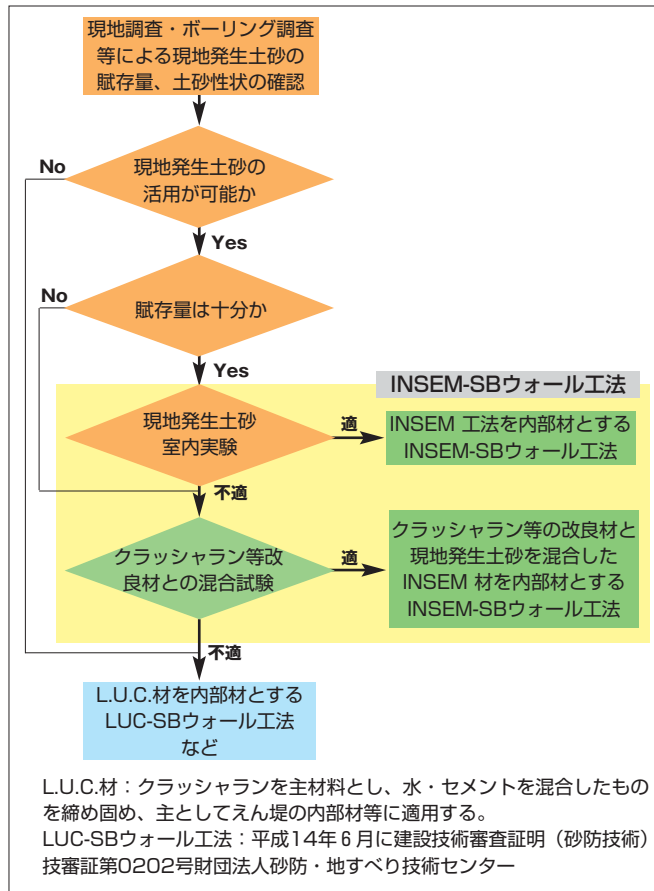 現地調査・ボーリング調査
等による現地発生土砂の
賦存量、土砂性状の確認
No
現地発生土砂の
活用が可能か
Yes
No
賦存量は十分か
Yes
INSEM-SBウォール工法
現地発生土砂
室内実験
適
INSEM 工法を内部材とする
INSEM-SBウォール工法
不適
クラッシャラン等改
良材との混合試験
適
クラッシャラン等の改良材と
現地発生土砂を混合した
INSEM 材を内部材とする
INSEM-SBウォール工法
不適
L.U.C.材を内部材とする
LUC-SBウォール工法
など
L.U.C.材：クラッシャランを主材料とし、水・セメントを混合したもの
を締め固め、主としてえん堤の内部材等に適用する。
LUC-SBウォール工法：平成14年６月に建設技術審査証明（砂防技術）
技審証第0202号財団法人砂防・地すべり技術センター